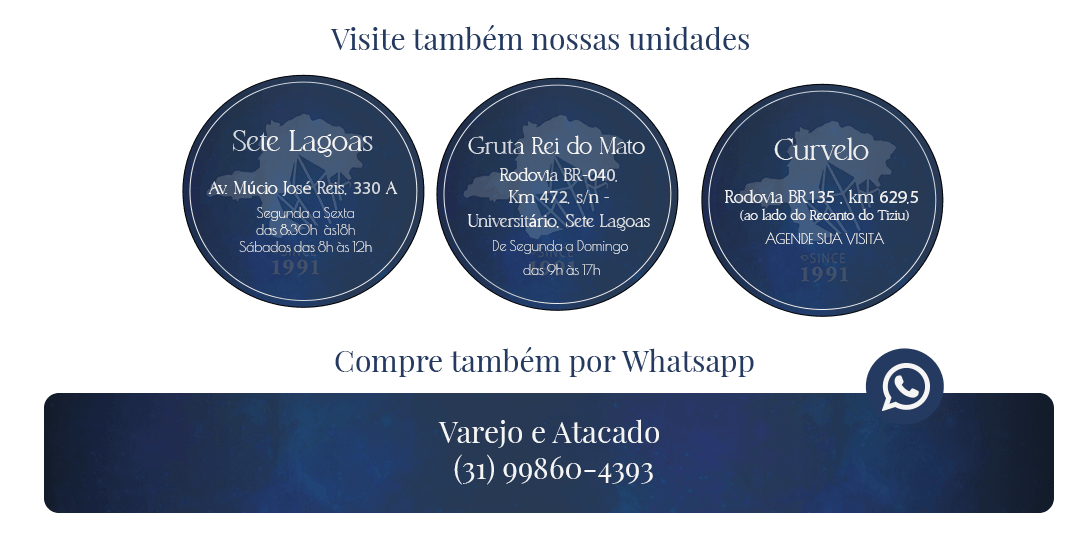 Visite também nossas unidades
Sete Lagoas
Av. Múcio José Reis, 330 A
Segunda a Sexta
das 8:30h às18h
Sábados das 8h às 12h
SINCE
1991
Gruta Rei do Mato
Rodovia BR-040,
Km 472, s/n -
Universitário, Sete Lagoas
De Segunda a Domingo
das 9h às 17h
Curvelo
Rodovia BR135 , km 629,5
(ao lado do Recanto do Tiziu)
AGENDE SUA VISITA
SINCE
1991
Compre também por Whatsapp
Varejo e Atacado
(31) 99860-4393